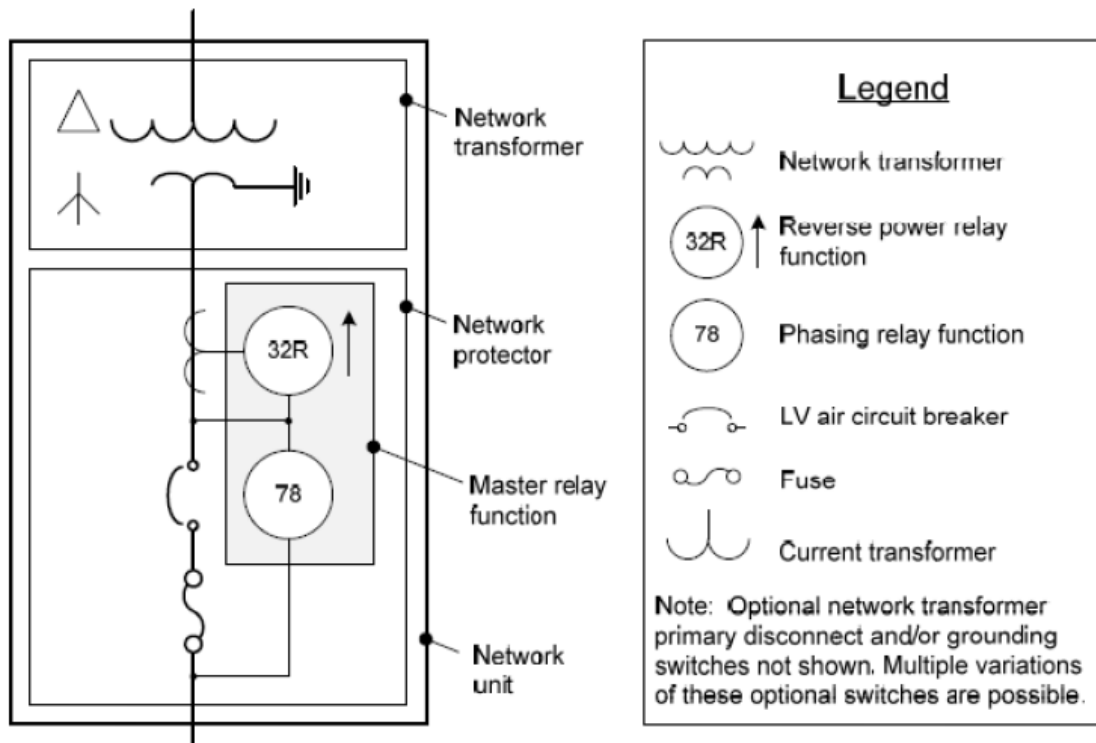 Network
transformer
32R
Network
protector
78
Master relay
function
Network
unit
Legend
Network transformer
32R
Reverse power relay
function
78
Phasing relay function
LV air circuit breaker
Fuse
Current transformer
Note: Optional network transformer
primary disconnect and/or grounding
switches not shown. Multiple variations
of these optional switches are possible.